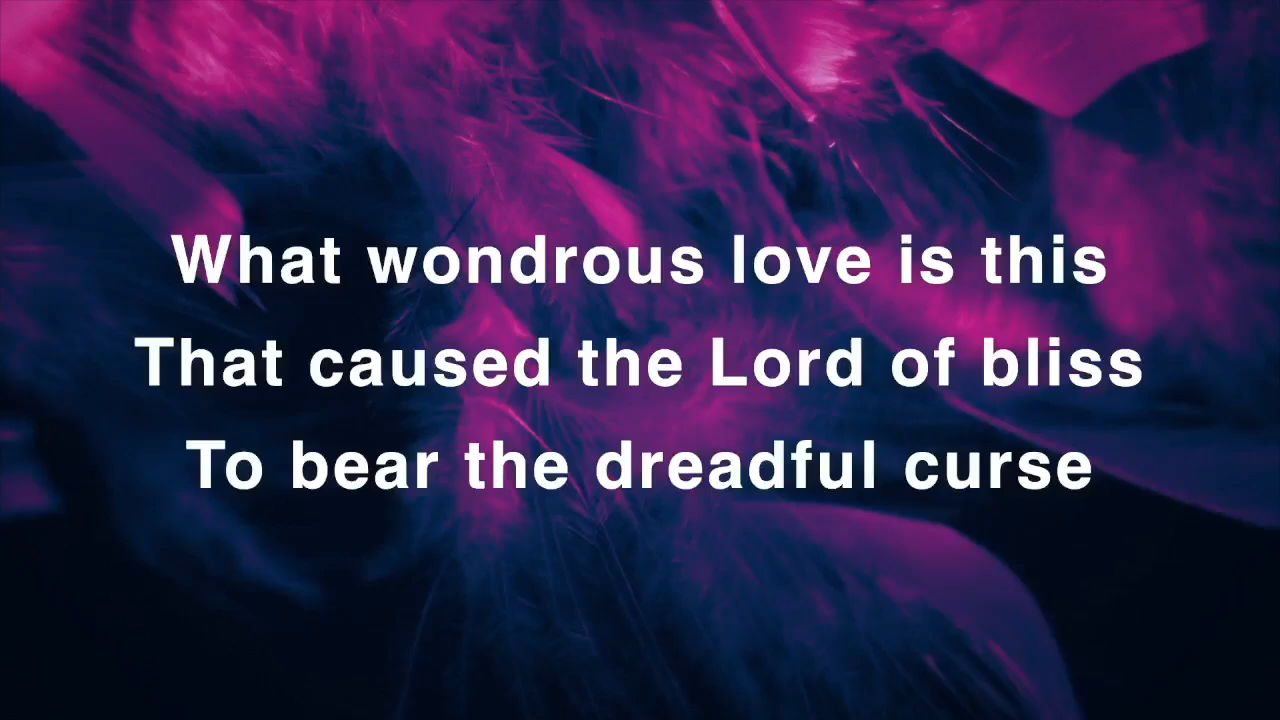 What wondrous love is this
That caused the Lord of bliss
To bear the dreadful curse